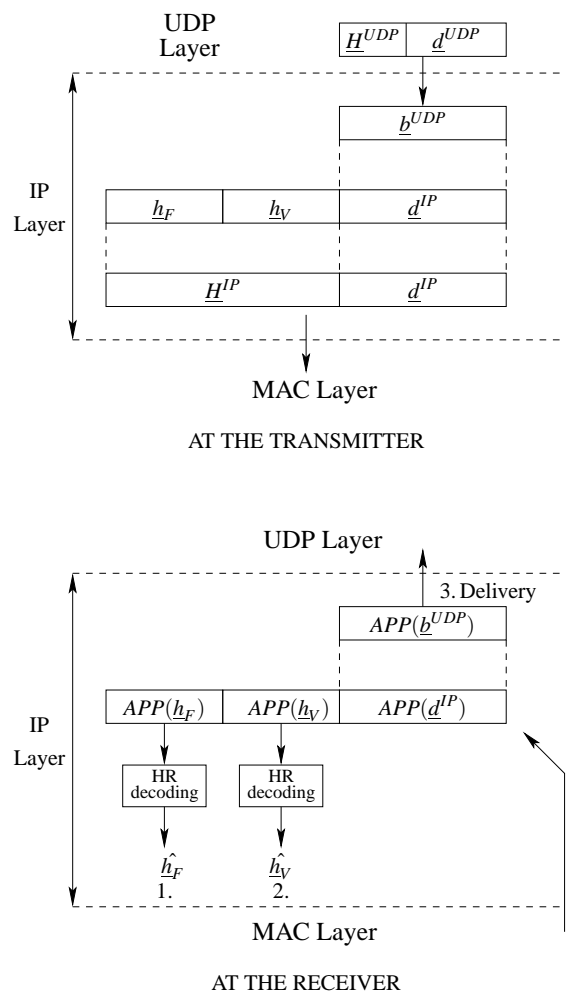 UDP
Layer
H^UDP d^UDP
b^UDP
IP
Layer
h_F h_V d^IP
H^IP d^IP
MAC Layer
AT THE TRANSMITTER
UDP Layer
3. Delivery
APP(b^UDP)
APP(h_F) APP(h_V) APP(d^IP)
IP
Layer
HR
decoding
HR
decoding
ĥ_F ĥ_V
1. 2.
MAC Layer
AT THE RECEIVER